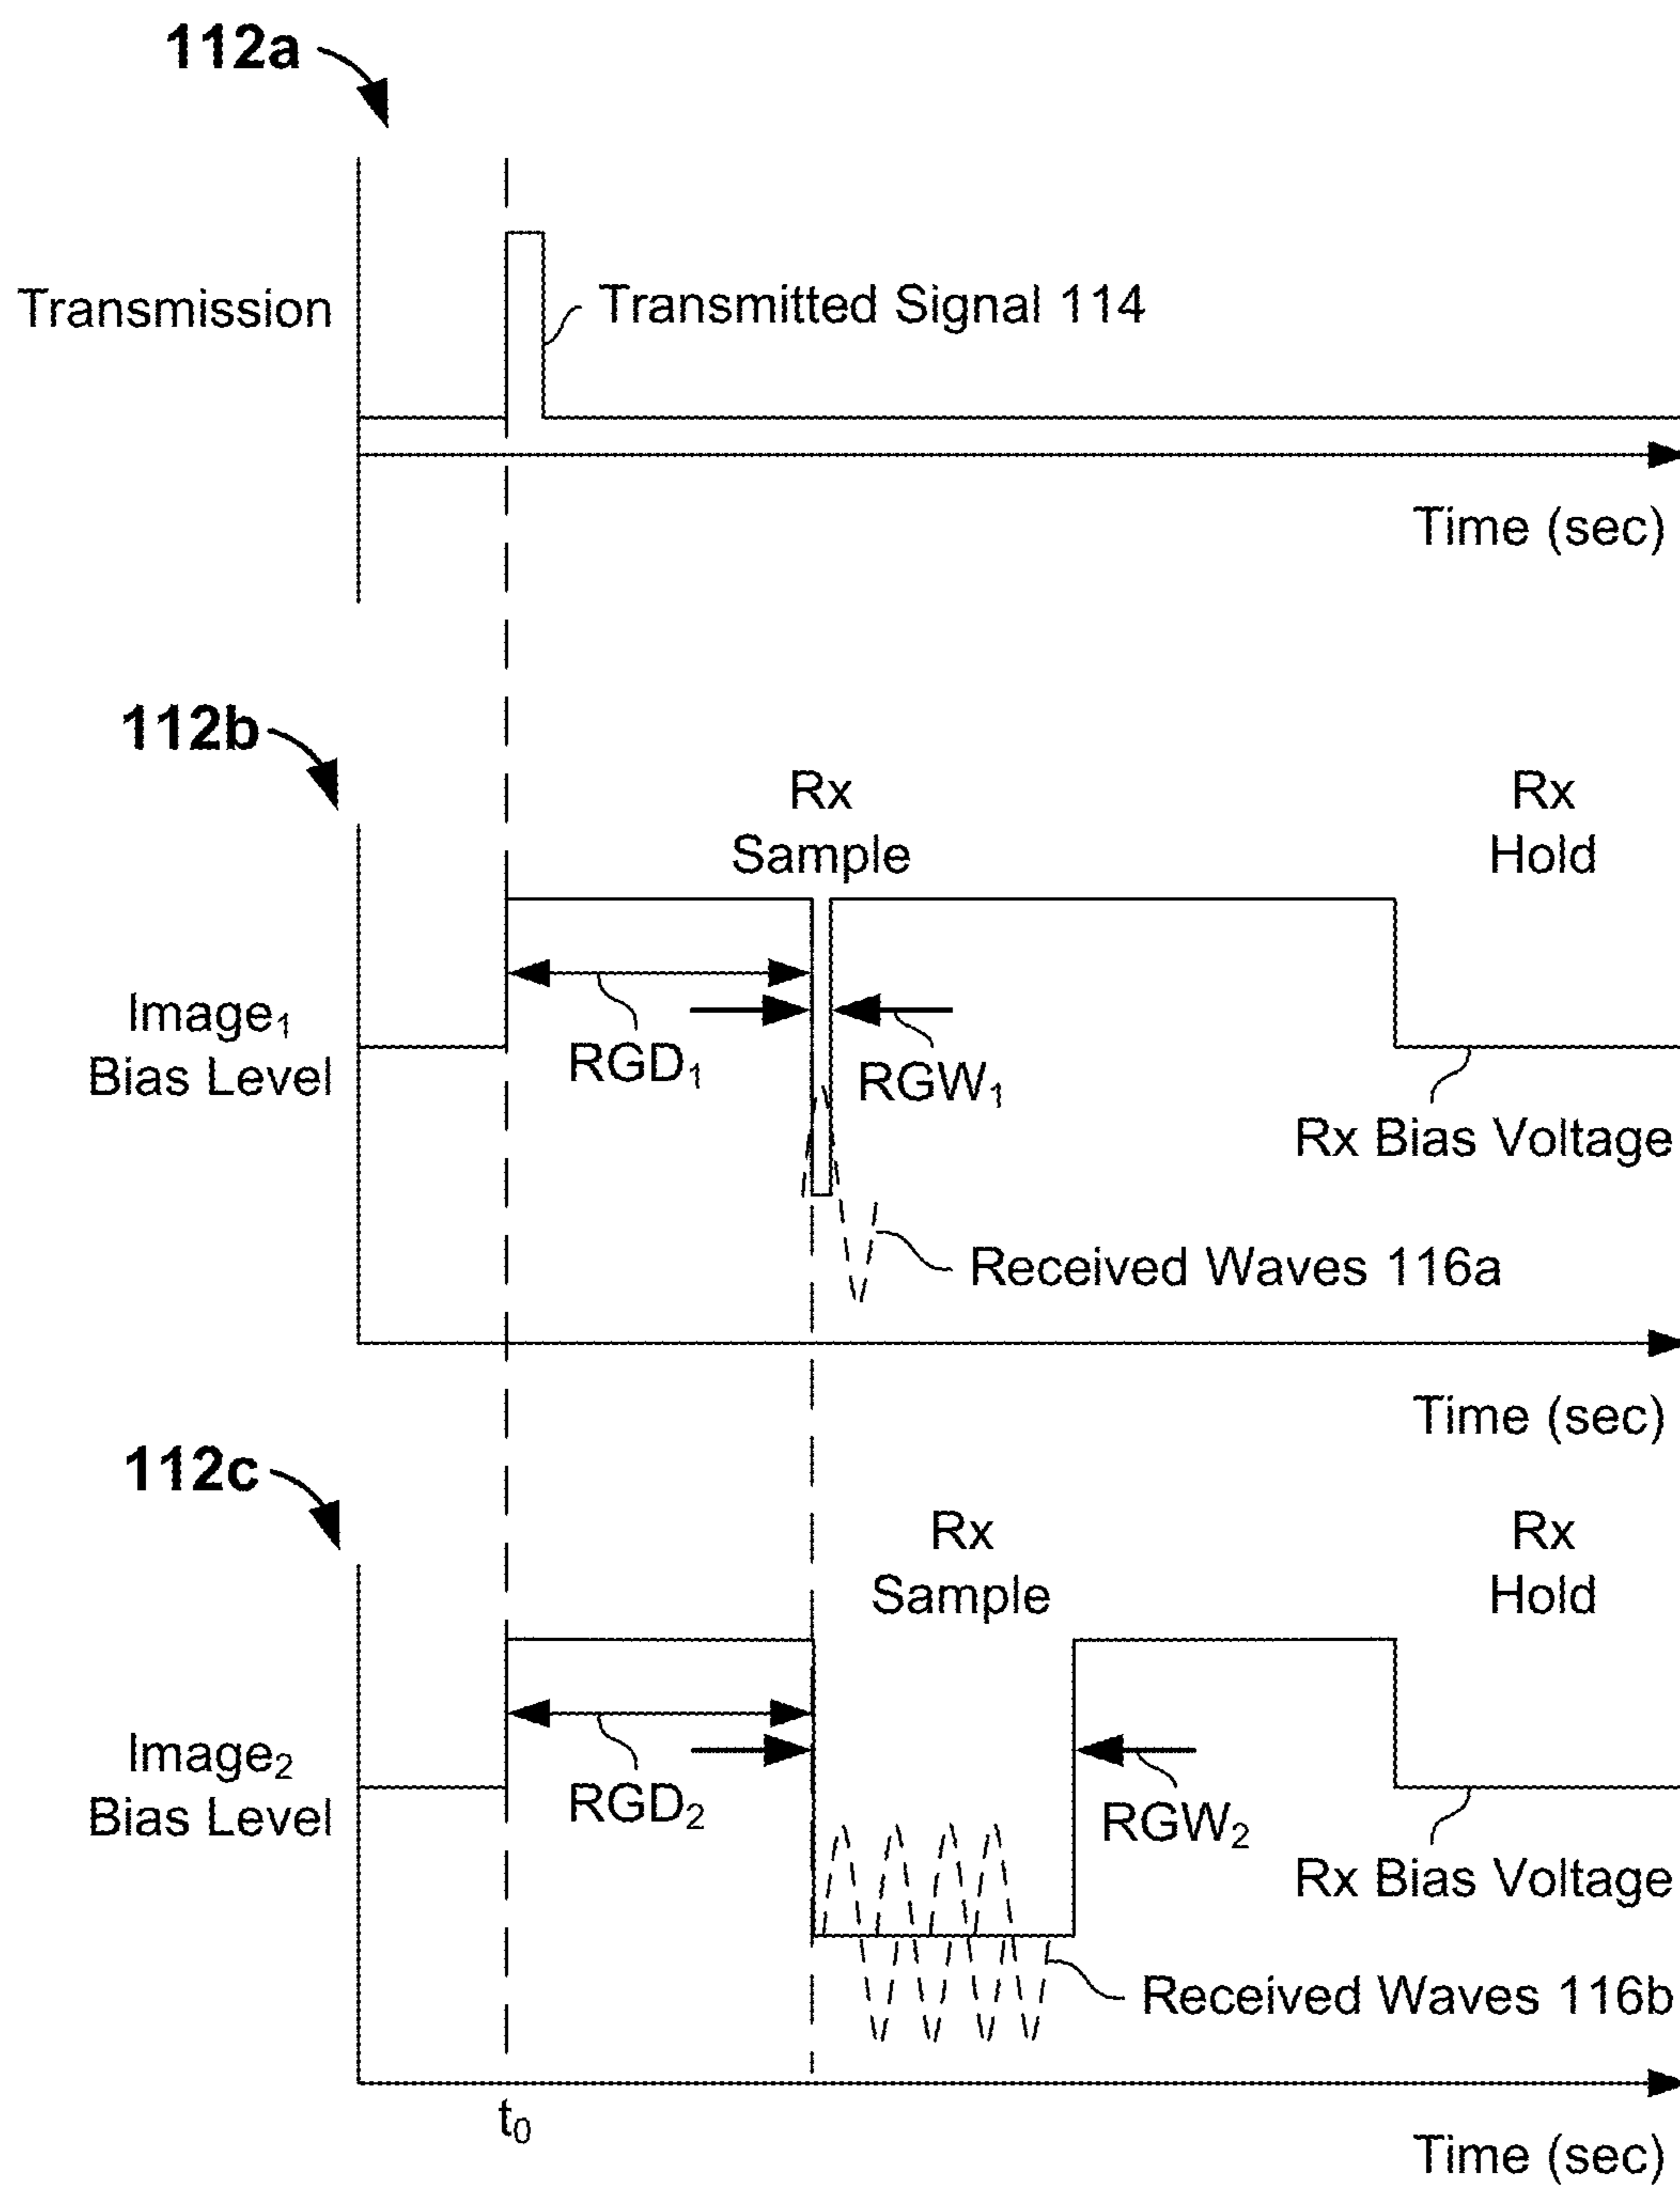 112a
Transmission
Transmitted Signal 114
Time (sec)
112b
Rx
Sample
Rx
Hold
Image₁
Bias Level
RGD₁
RGW₁
Rx Bias Voltage
Received Waves 116a
Time (sec)
112c
Rx
Sample
Rx
Hold
Image₂
Bias Level
RGD₂
RGW₂
Rx Bias Voltage
Received Waves 116b
t₀
Time (sec)